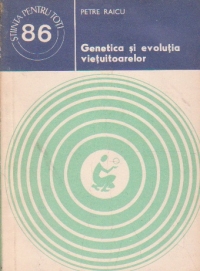 ȘTIINȚA PENTRU TOȚI
86
PETRE RAICU
Genetica și evoluția
viețuitoarelor